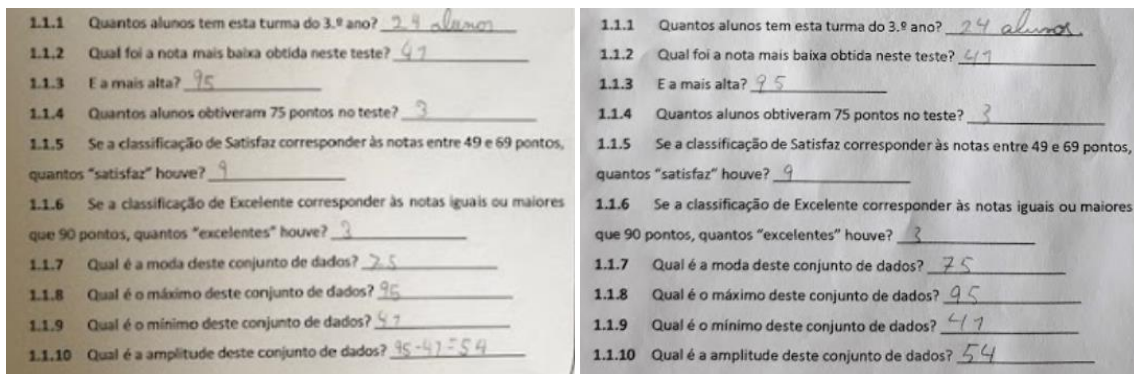 1.1.1 Quantos alunos tem esta turma do 3.º ano? 24 alunos
1.1.2 Qual foi a nota mais baixa obtida neste teste? 41
1.1.3 E a mais alta? 95
1.1.4 Quantos alunos obtiveram 75 pontos no teste? 3
1.1.5 Se a classificação de Satisfaz corresponder às notas entre 49 e 69 pontos,
quantos “satisfaz” houve? 9
1.1.6 Se a classificação de Excelente corresponder às notas iguais ou maiores
que 90 pontos, quantos “excelentes” houve? 3
1.1.7 Qual é a moda deste conjunto de dados? 75
1.1.8 Qual é o máximo deste conjunto de dados? 95
1.1.9 Qual é o mínimo deste conjunto de dados? 41
1.1.10 Qual é a amplitude deste conjunto de dados? 95-41=54
1.1.1 Quantos alunos tem esta turma do 3.º ano? 24 alunos.
1.1.2 Qual foi a nota mais baixa obtida neste teste? 41
1.1.3 E a mais alta? 95
1.1.4 Quantos alunos obtiveram 75 pontos no teste? 3
1.1.5 Se a classificação de Satisfaz corresponder às notas entre 49 e 69 pontos,
quantos “satisfaz” houve? 9
1.1.6 Se a classificação de Excelente corresponder às notas iguais ou maiores
que 90 pontos, quantos “excelentes” houve? 3
1.1.7 Qual é a moda deste conjunto de dados? 75
1.1.8 Qual é o máximo deste conjunto de dados? 95
1.1.9 Qual é o mínimo deste conjunto de dados? 41
1.1.10 Qual é a amplitude deste conjunto de dados? 54